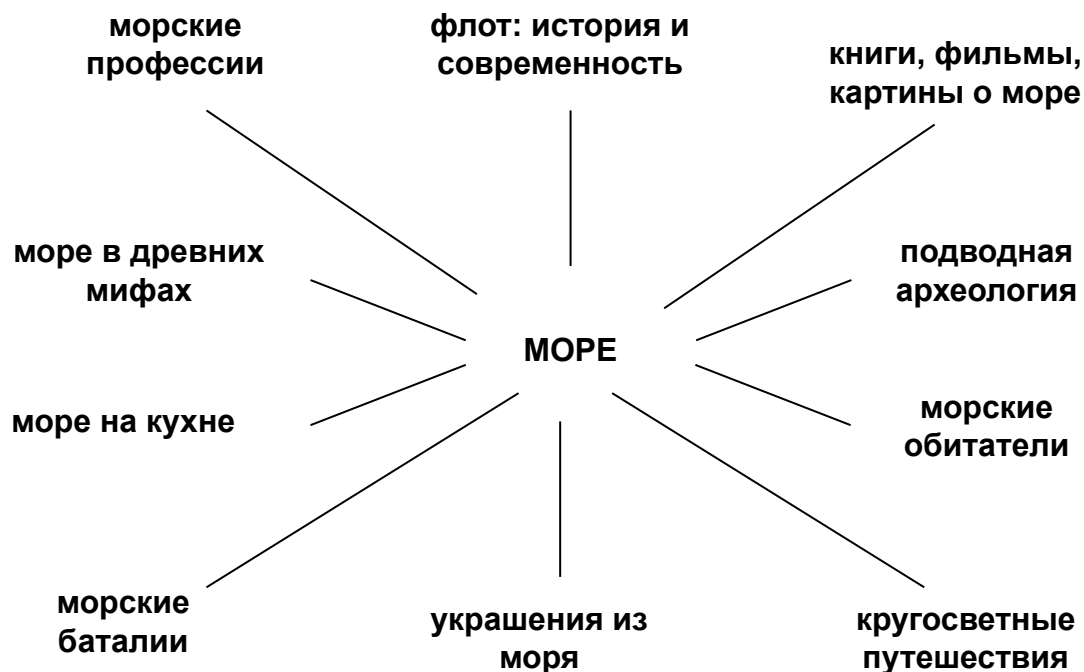 морские
профессии
флот: история и
современность
книги, фильмы,
картины о море
море в древних
мифах
подводная
археология
МОРЕ
море на кухне
морские
обитатели
морские
баталии
украшения из
моря
кругосветные
путешествия